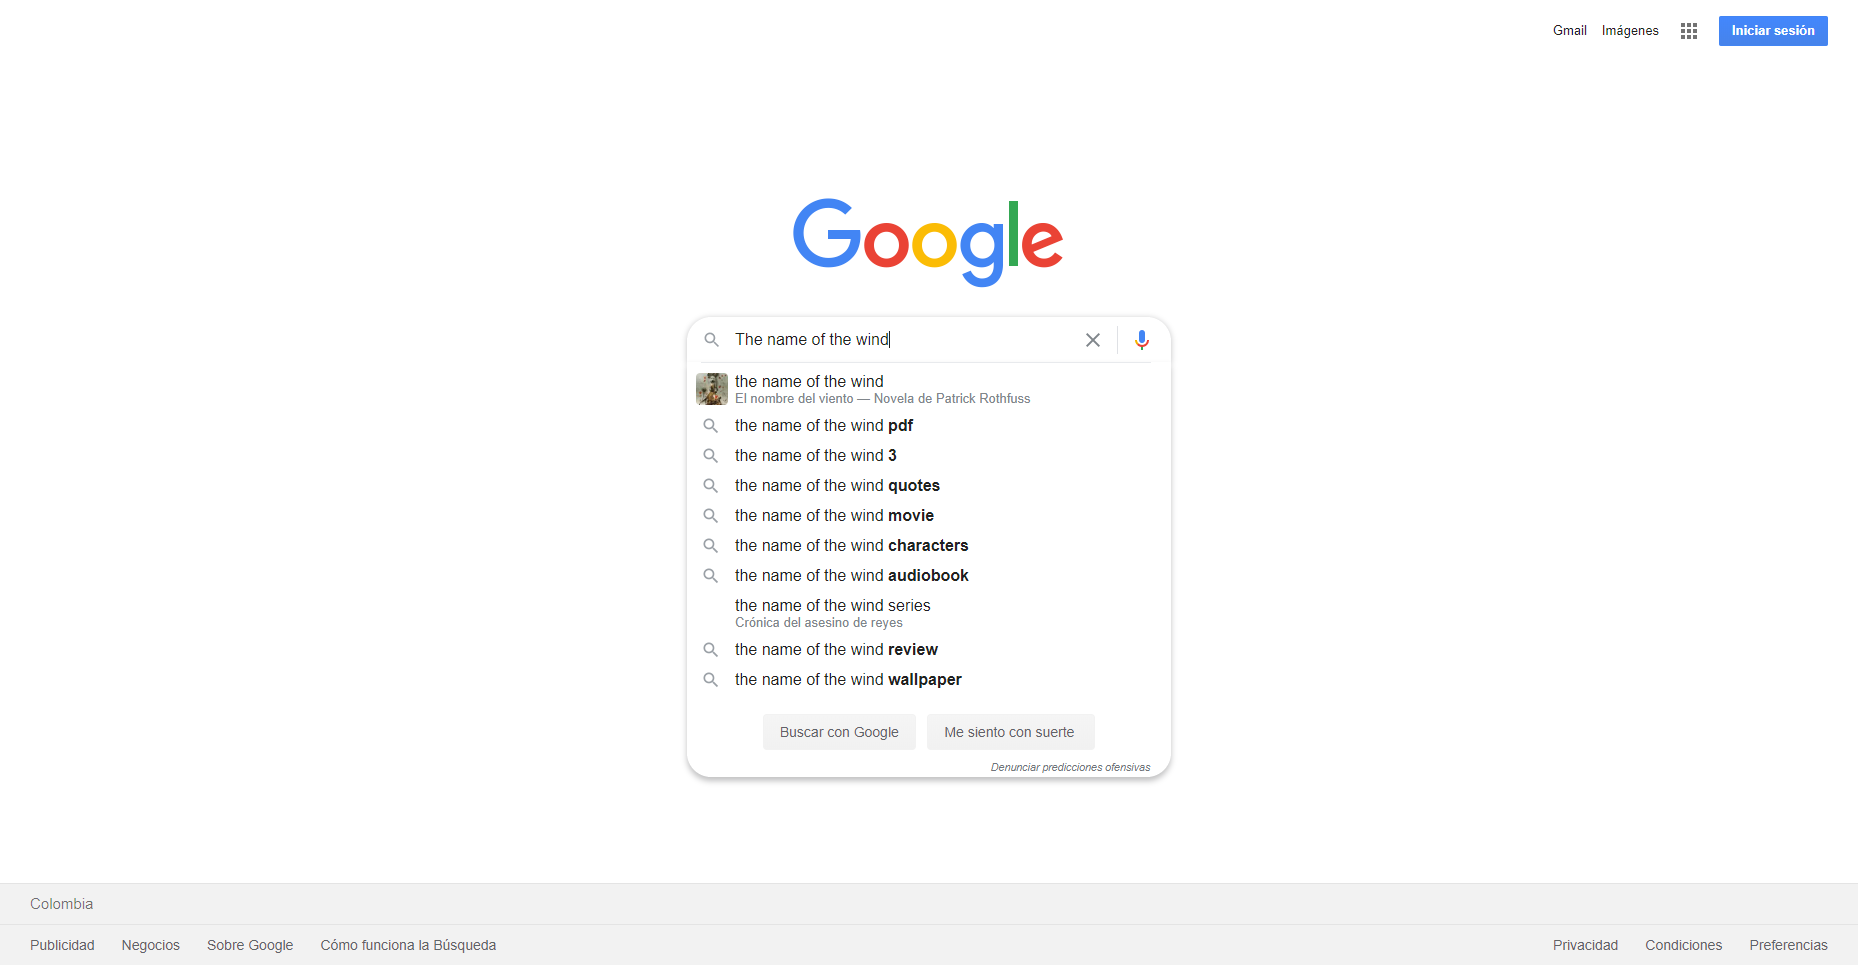 Gmail Imágenes Iniciar sesión
Google
The name of the wind
the name of the wind
El nombre del viento — Novela de Patrick Rothfuss
the name of the wind pdf
the name of the wind 3
the name of the wind quotes
the name of the wind movie
the name of the wind characters
the name of the wind audiobook
the name of the wind series
Crónica del asesino de reyes
the name of the wind review
the name of the wind wallpaper
Buscar con Google Me siento con suerte
Denunciar predicciones ofensivas
Colombia
Publicidad Negocios Sobre Google Cómo funciona la Búsqueda Privacidad Condiciones Preferencias